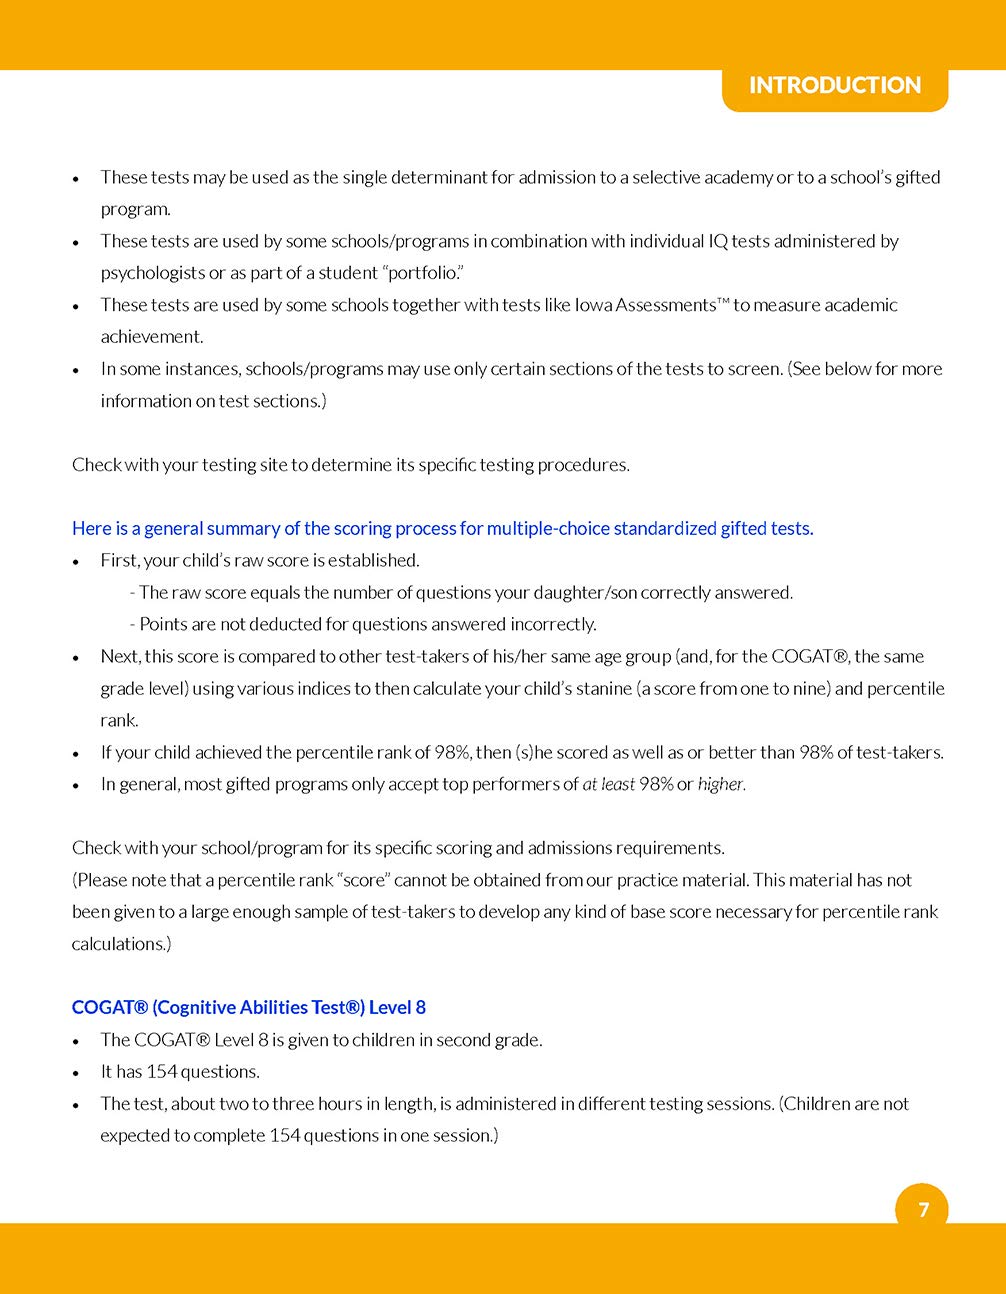 INTRODUCTION
• These tests may be used as the single determinant for admission to a selective academy or to a school’s gifted
program.
• These tests are used by some schools/programs in combination with individual IQ tests administered by
psychologists or as part of a student “portfolio.”
• These tests are used by some schools together with tests like Iowa Assessments™ to measure academic
achievement.
• In some instances, schools/programs may use only certain sections of the tests to screen. (See below for more
information on test sections.)
Check with your testing site to determine its specific testing procedures.
Here is a general summary of the scoring process for multiple-choice standardized gifted tests.
• First, your child’s raw score is established.
- The raw score equals the number of questions your daughter/son correctly answered.
- Points are not deducted for questions answered incorrectly.
• Next, this score is compared to other test-takers of his/her same age group (and, for the COGAT®, the same
grade level) using various indices to then calculate your child’s stanine (a score from one to nine) and percentile
rank.
• If your child achieved the percentile rank of 98%, then (s)he scored as well as or better than 98% of test-takers.
• In general, most gifted programs only accept top performers of at least 98% or higher.
Check with your school/program for its specific scoring and admissions requirements.
(Please note that a percentile rank “score” cannot be obtained from our practice material. This material has not
been given to a large enough sample of test-takers to develop any kind of base score necessary for percentile rank
calculations.)
COGAT® (Cognitive Abilities Test®) Level 8
• The COGAT® Level 8 is given to children in second grade.
• It has 154 questions.
• The test, about two to three hours in length, is administered in different testing sessions. (Children are not
expected to complete 154 questions in one session.)
7